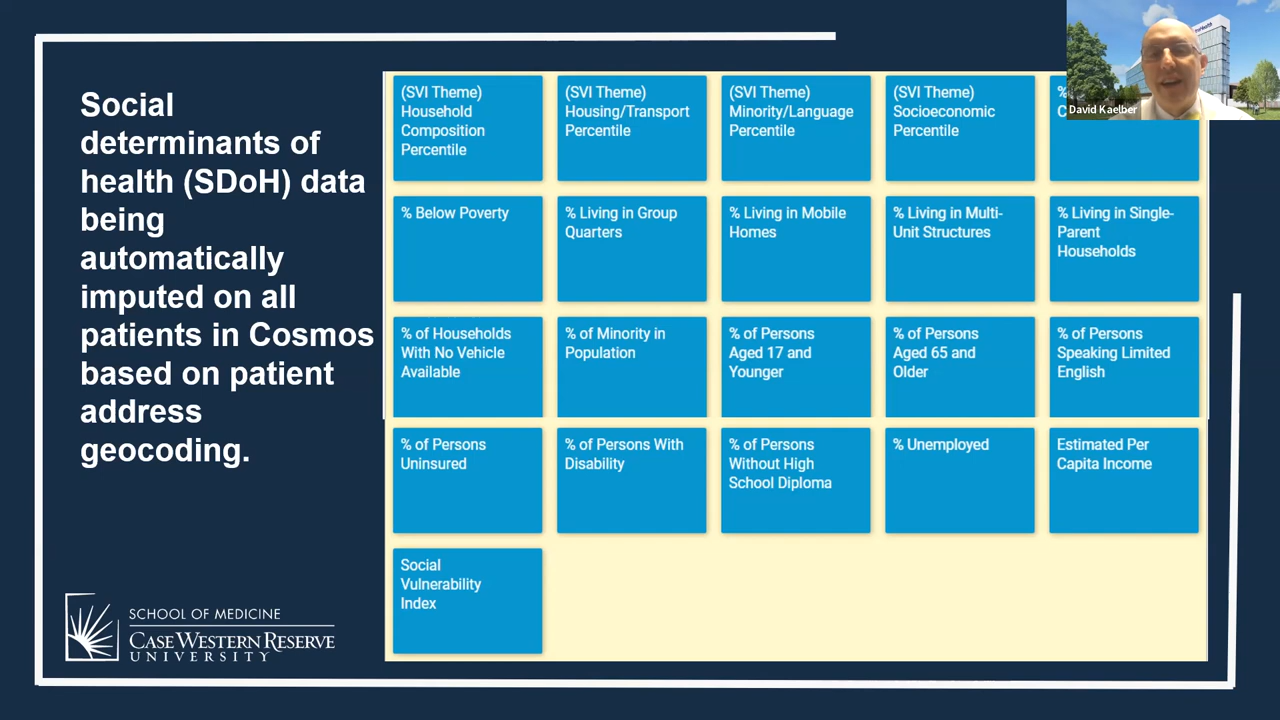 Social
determinants of
health (SDoH) data
being
automatically
imputed on all
patients in Cosmos
based on patient
address
geocoding.
(SVI Theme)
Household
Composition
Percentile
(SVI Theme)
Housing/Transport
Percentile
(SVI Theme)
Minority/Language
Percentile
(SVI Theme)
Socioeconomic
Percentile
David Kaelber
% Below Poverty
% Living in Group
Quarters
% Living in Mobile
Homes
% Living in Multi-
Unit Structures
% Living in Single-
Parent
Households
% of Households
With No Vehicle
Available
% of Minority in
Population
% of Persons
Aged 17 and
Younger
% of Persons
Aged 65 and
Older
% of Persons
Speaking Limited
English
% of Persons
Uninsured
% of Persons With
Disability
% of Persons
Without High
School Diploma
% Unemployed
Estimated Per
Capita Income
Social
Vulnerability
Index
SCHOOL OF MEDICINE
CASE WESTERN RESERVE
UNIVERSITY